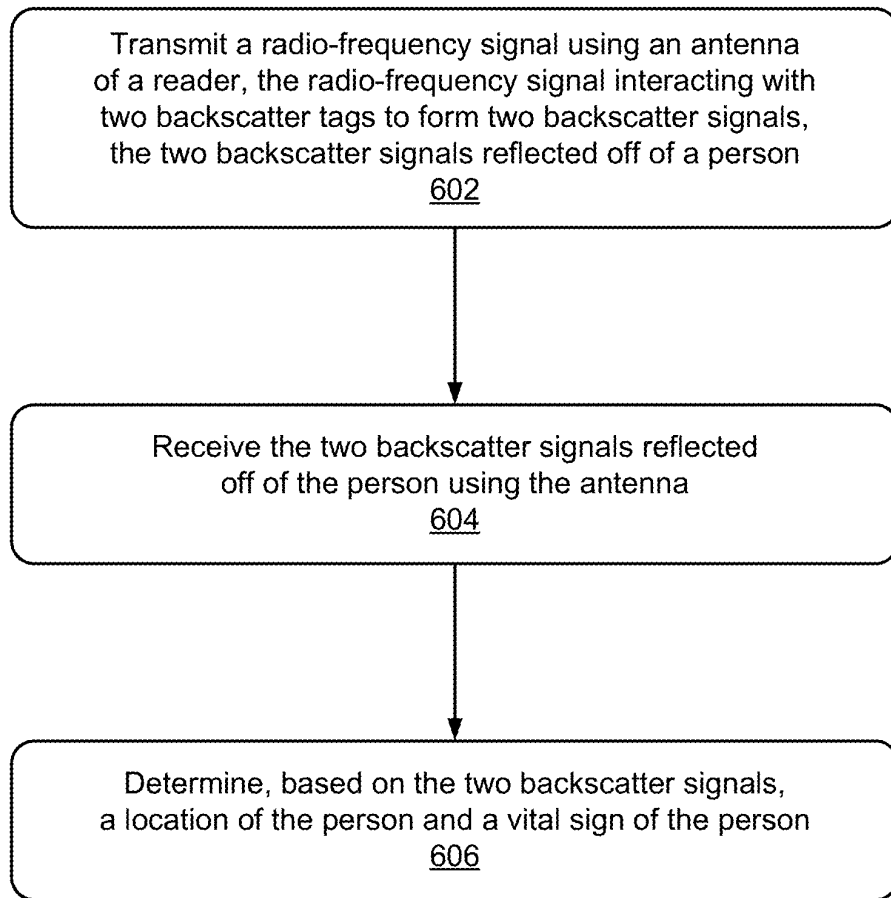 Transmit a radio-frequency signal using an antenna
of a reader, the radio-frequency signal interacting with
two backscatter tags to form two backscatter signals,
the two backscatter signals reflected off of a person
602
Receive the two backscatter signals reflected
off of the person using the antenna
604
Determine, based on the two backscatter signals,
a location of the person and a vital sign of the person
606